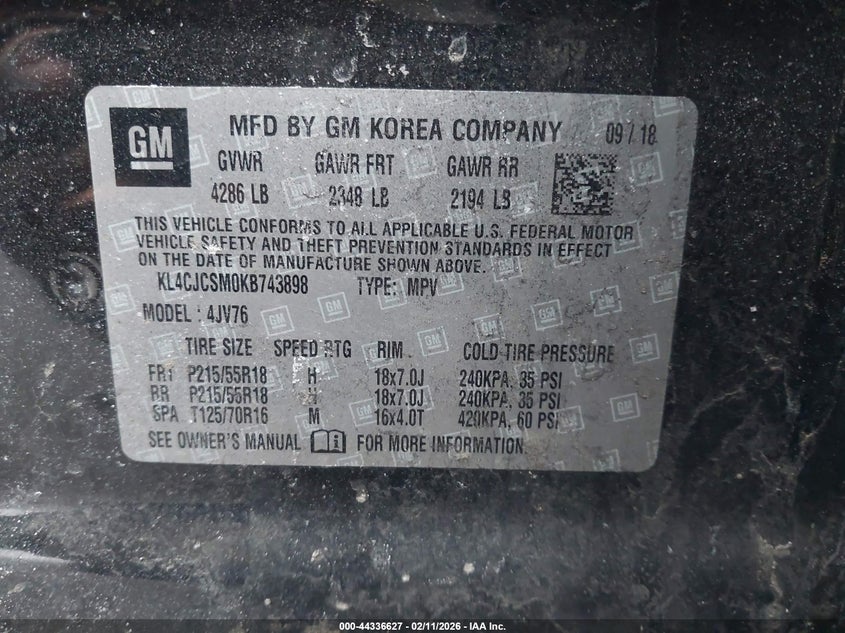 GM MFD BY GM KOREA COMPANY 09 / 18
GVWR GAWR FRT GAWR RR
4286 LB 2348 LB 2194 LB
THIS VEHICLE CONFORMS TO ALL APPLICABLE U.S. FEDERAL MOTOR
VEHICLE SAFETY AND THEFT PREVENTION STANDARDS IN EFFECT
ON THE DATE OF MANUFACTURE SHOWN ABOVE.
KL4CJCSM0KB743898 TYPE: MPV
MODEL: 4JV76
TIRE SIZE SPEED RTG RIM COLD TIRE PRESSURE
FRT P215/55R18 H 18x7.0J 240KPA, 35 PSI
RR P215/55R18 H 18x7.0J 240KPA, 35 PSI
SPA T125/70R16 M 16x4.0T 420KPA, 60 PSI
SEE OWNER'S MANUAL FOR MORE INFORMATION.
000-44336627 - 02/11/2026 - IAA Inc.